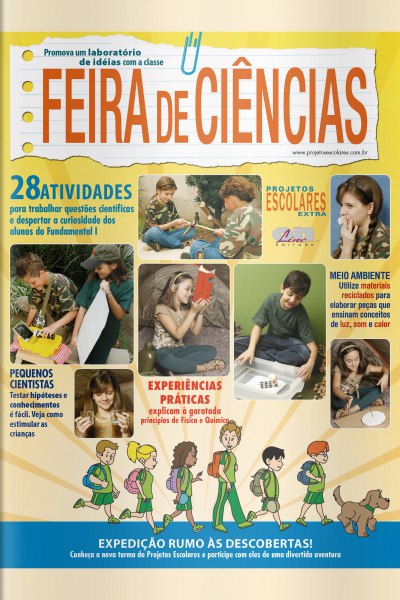 Promova um laboratório
de idéias com a classe
FEIRA DE CIÊNCIAS
www.projetosescolares.com.br
28 ATIVIDADES
para trabalhar questões científicas
e despertar a curiosidade dos
alunos do Fundamental I
PROJETOS
ESCOLARES
EXTRA
On Line
EDITORA
MEIO AMBIENTE
Utilize materiais
reciclados para
elaborar peças que
ensinam conceitos
de luz, som e calor
PEQUENOS
CIENTISTAS
Testar hipóteses e
conhecimentos
é fácil. Veja como
estimular as
crianças
EXPERIÊNCIAS
PRÁTICAS
explicam à garotada
princípios de Física e Química
EXPEDIÇÃO RUMO ÀS DESCOBERTAS!
Conheça a nova turma da Projetos Escolares e participe com eles de uma divertida aventura